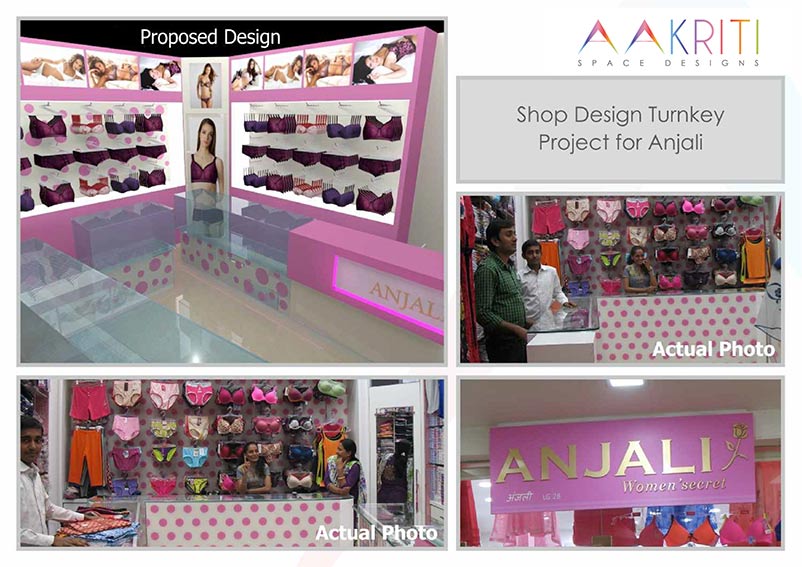 Proposed Design
ANJALI
AAKRITI
SPACE DESIGNS
Shop Design Turnkey
Project for Anjali
Actual Photo
Actual Photo
ANJALI
Women'secret
अंजली LG 28